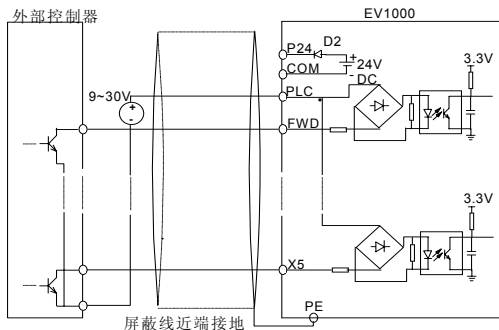 外部控制器
EV1000
P24
D2
+
24V
-
COM
DC
3.3V
9~30V
PLC
+
-
FWD
3.3V
X5
PE
屏蔽线近端接地